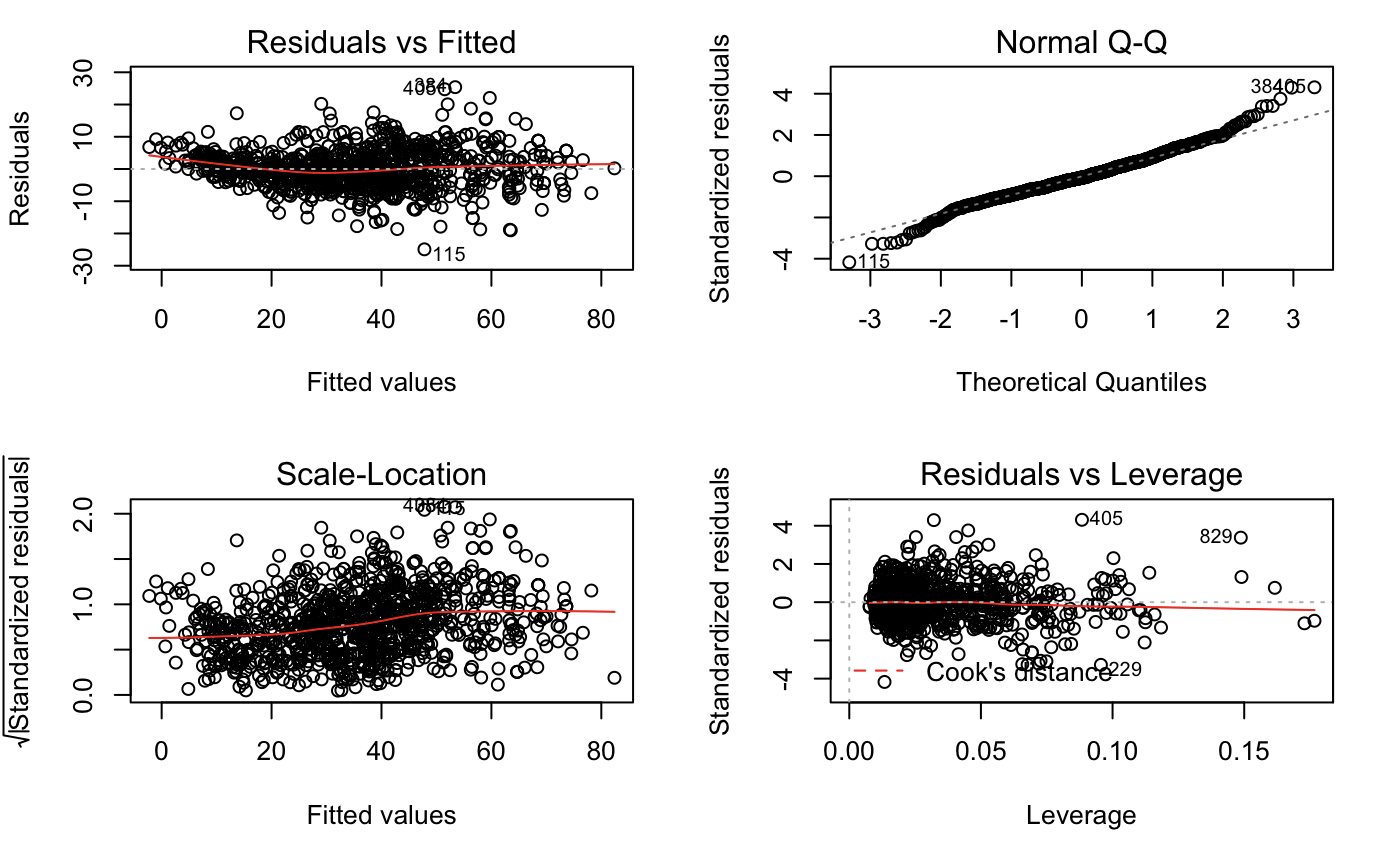 Residuals vs Fitted
Residuals
30
10
-10
-30
115
0 20 40 60 80
Fitted values
Normal Q-Q
Standardized residuals
4
2
0
-4
115
-3 -2 -1 0 1 2 3
Theoretical Quantiles
Scale-Location
√|Standardized residuals|
2.0
1.0
0.0
115
0 20 40 60 80
Fitted values
Residuals vs Leverage
Standardized residuals
4
2
0
-4
405
829
229
Cook's distance
0.00 0.05 0.10 0.15
Leverage